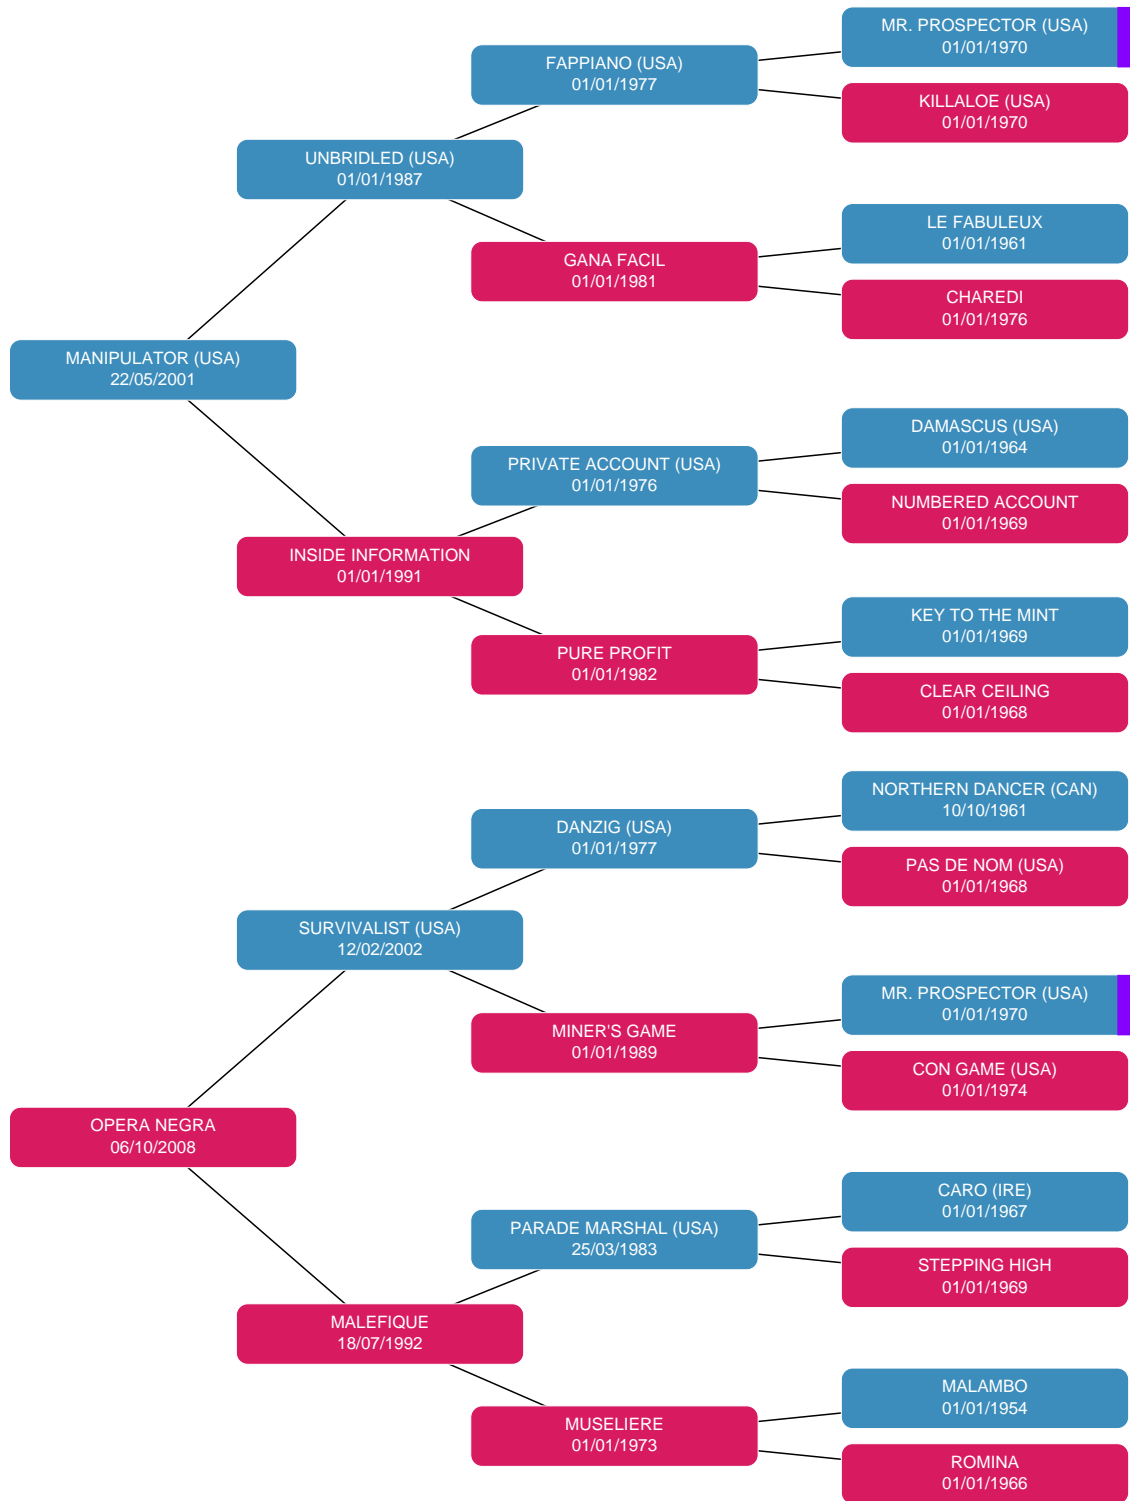 MR. PROSPECTOR (USA)
01/01/1970
FAPPIANO (USA)
01/01/1977
KILLALOE (USA)
01/01/1970
UNBRIDLED (USA)
01/01/1987
LE FABULEUX
01/01/1961
GANA FACIL
01/01/1981
CHAREDI
01/01/1976
MANIPULATOR (USA)
22/05/2001
DAMASCUS (USA)
01/01/1964
PRIVATE ACCOUNT (USA)
01/01/1976
NUMBERED ACCOUNT
01/01/1969
INSIDE INFORMATION
01/01/1991
KEY TO THE MINT
01/01/1969
PURE PROFIT
01/01/1982
CLEAR CEILING
01/01/1968
NORTHERN DANCER (CAN)
10/10/1961
DANZIG (USA)
01/01/1977
PAS DE NOM (USA)
01/01/1968
SURVIVALIST (USA)
12/02/2002
MR. PROSPECTOR (USA)
01/01/1970
MINER'S GAME
01/01/1989
CON GAME (USA)
01/01/1974
OPERA NEGRA
06/10/2008
CARO (IRE)
01/01/1967
PARADE MARSHAL (USA)
25/03/1983
STEPPING HIGH
01/01/1969
MALEFIQUE
18/07/1992
MALAMBO
01/01/1954
MUSELIERE
01/01/1973
ROMINA
01/01/1966